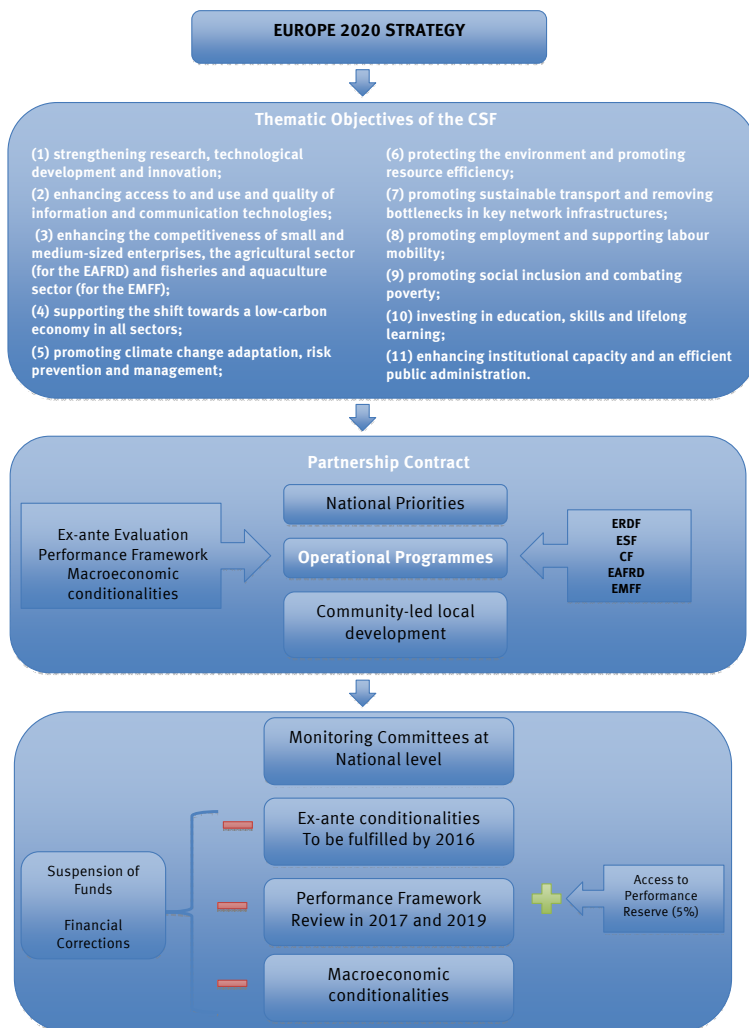 EUROPE 2020 STRATEGY
Thematic Objectives of the CSF
(1) strengthening research, technological
development and innovation;
(2) enhancing access to and use and quality of
information and communication technologies;
(3) enhancing the competitiveness of small and
medium-sized enterprises, the agricultural sector
(for the EAFRD) and fisheries and aquaculture
sector (for the EMFF);
(4) supporting the shift towards a low-carbon
economy in all sectors;
(5) promoting climate change adaptation, risk
prevention and management;
(6) protecting the environment and promoting
resource efficiency;
(7) promoting sustainable transport and removing
bottlenecks in key network infrastructures;
(8) promoting employment and supporting labour
mobility;
(9) promoting social inclusion and combating
poverty;
(10) investing in education, skills and lifelong
learning;
(11) enhancing institutional capacity and an efficient
public administration.
Partnership Contract
Ex-ante Evaluation
Performance Framework
Macroeconomic
conditionalities
National Priorities
Operational Programmes
Community-led local
development
ERDF
ESF
CF
EAFRD
EMFF
Monitoring Committees at
National level
Suspension of
Funds
Financial
Corrections
Ex-ante conditionalities
To be fulfilled by 2016
Performance Framework
Review in 2017 and 2019
Macroeconomic
conditionalities
Access to
Performance
Reserve (5%)